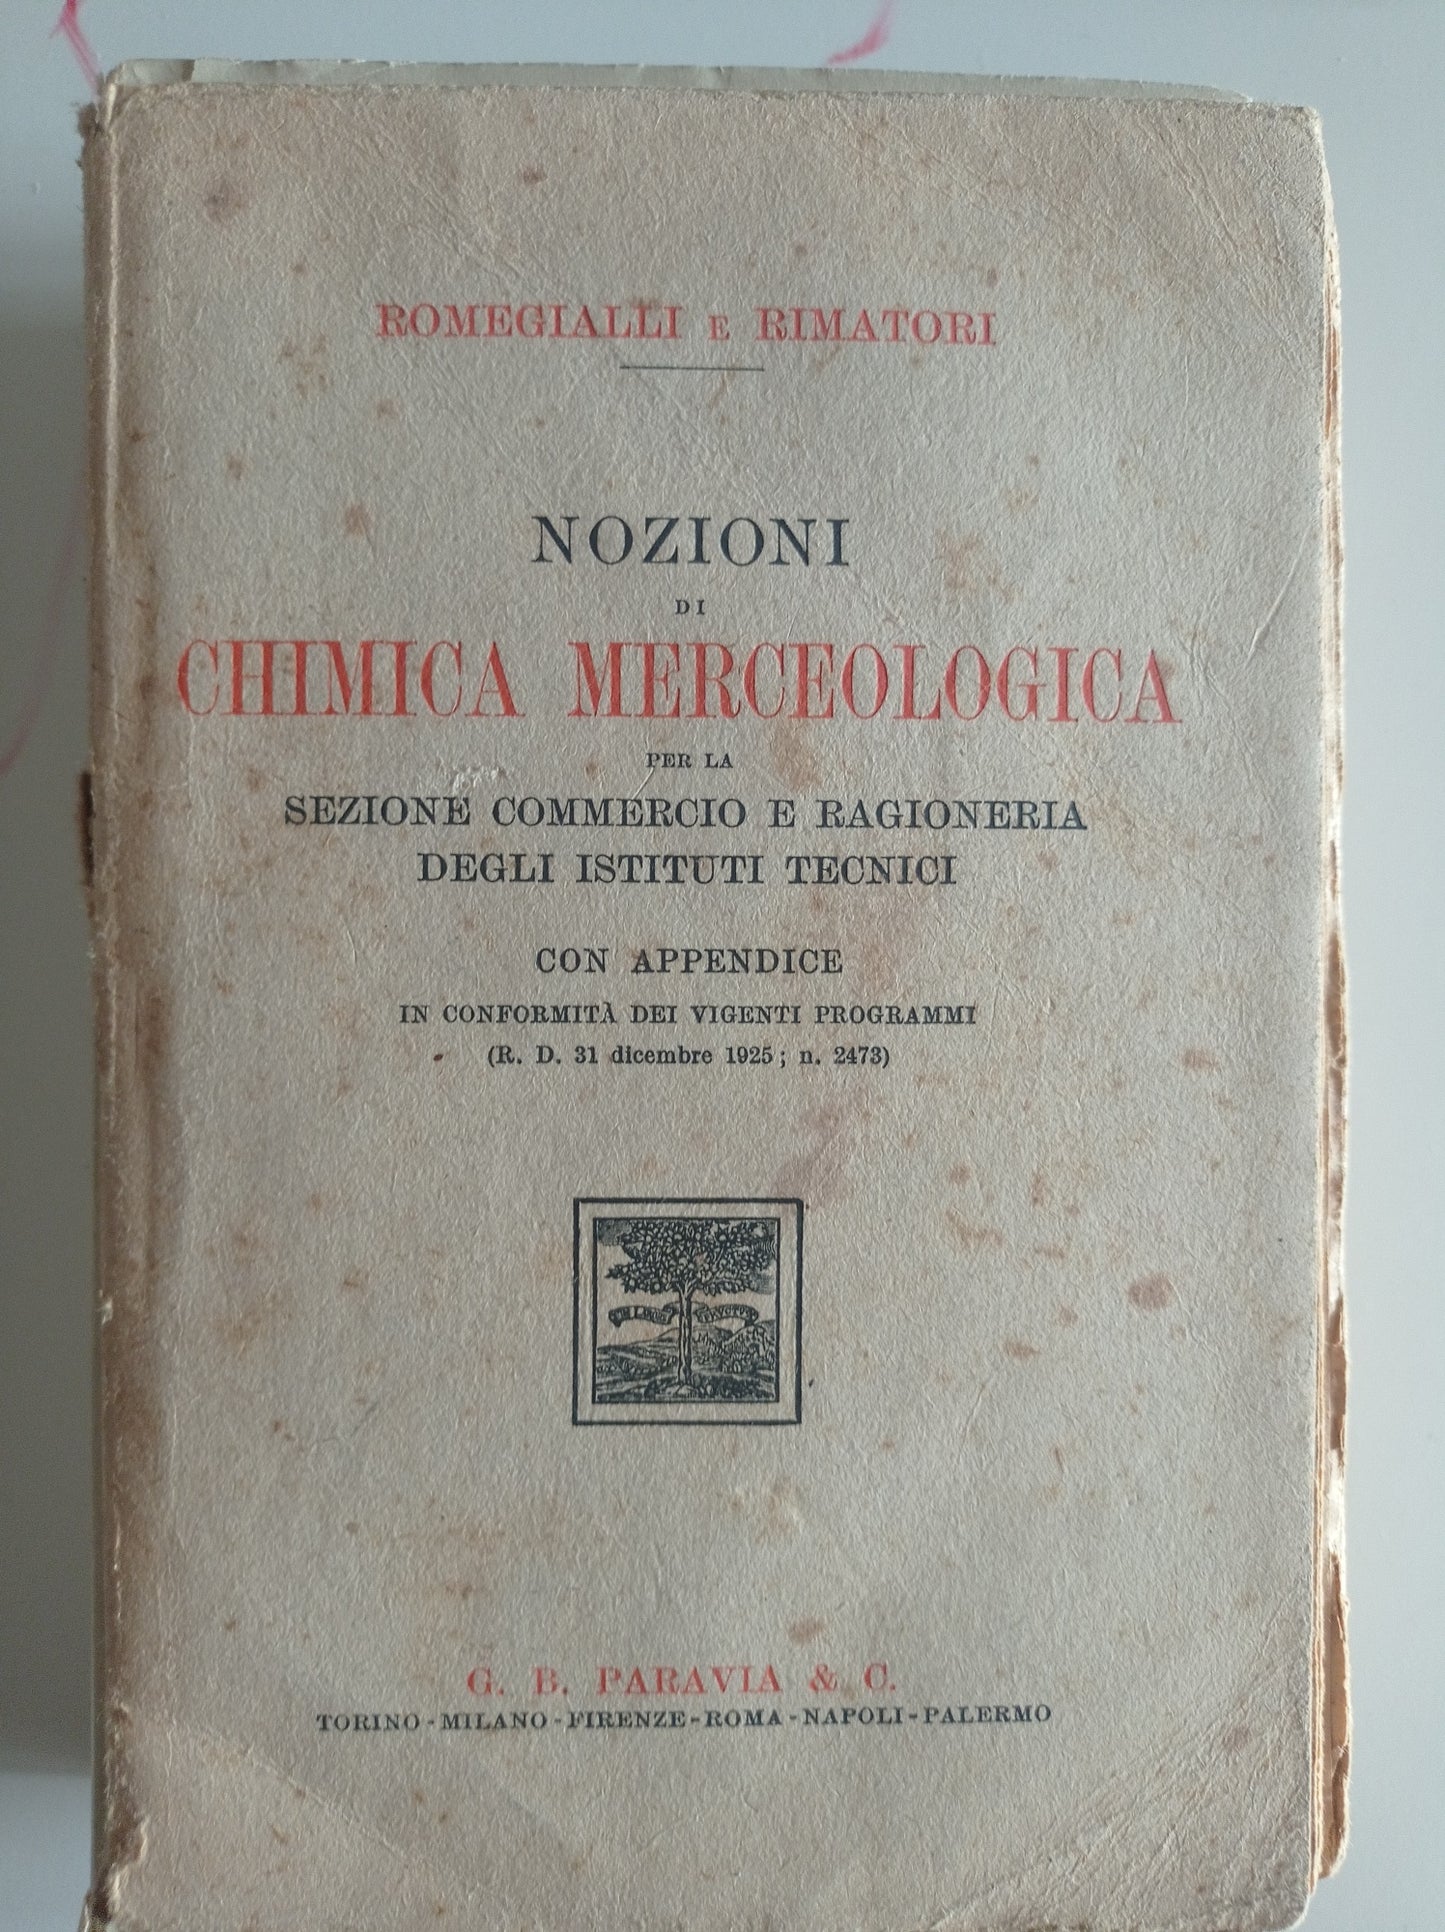 ROMEGIALLI E RIMATORI
NOZIONI
DI
CHIMICA MERCEOLOGICA
PER LA
SEZIONE COMMERCIO E RAGIONERIA
DEGLI ISTITUTI TECNICI
CON APPENDICE
IN CONFORMITÀ DEI VIGENTI PROGRAMMI
(R. D. 31 dicembre 1925; n. 2473)
G. B. PARAVIA & C.
TORINO-MILANO-FIRENZE-ROMA-NAPOLI-PALERMO